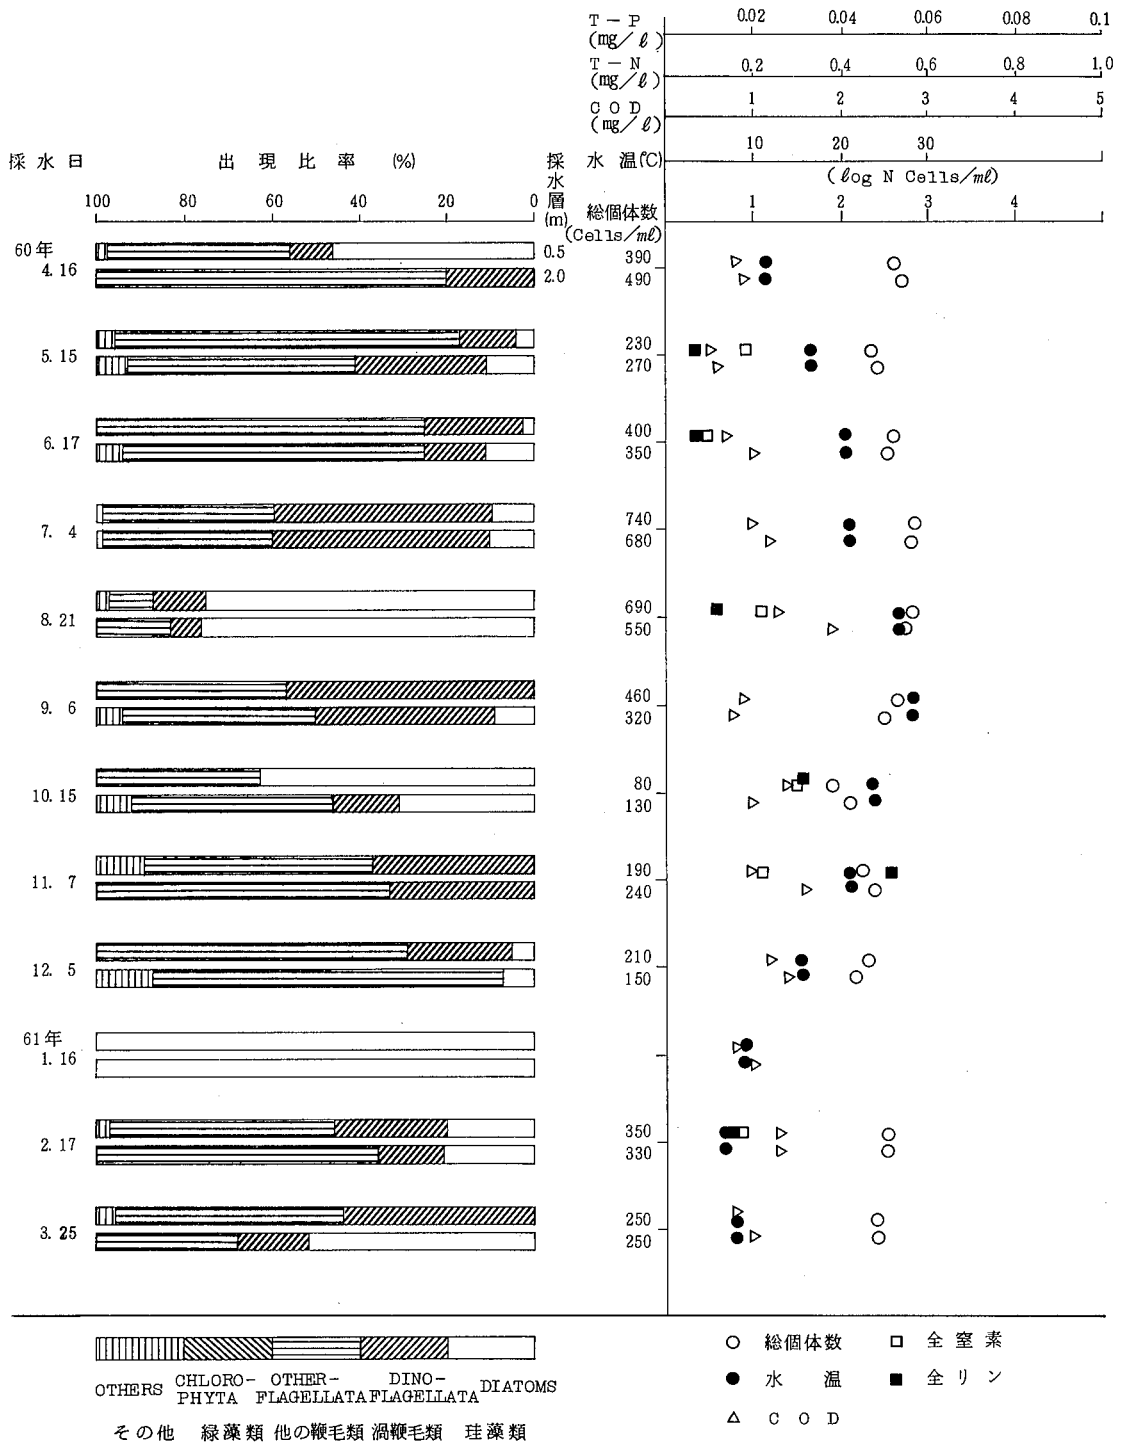 T－P (mg/ℓ) 0.02 0.04 0.06 0.08 0.1
T－N (mg/ℓ) 0.2 0.4 0.6 0.8 1.0
COD (mg/ℓ) 1 2 3 4 5
採水日 出現比率 (%) 採水層(m) 水温(℃) 10 20 30
(ℓog N Cells/mℓ)
100 80 60 40 20 0 総個体数 1 2 3 4
(Cells/mℓ)
60年
4.16 0.5 390
2.0 490
5.15 230
270
6.17 400
350
7. 4 740
680
8.21 690
550
9. 6 460
320
10.15 80
130
11. 7 190
240
12. 5 210
150
61年
1.16
2.17 350
330
3.25 250
250
OTHERS CHLORO-PHYTA OTHER-FLAGELLATA DINO-FLAGELLATA DIATOMS
その他 緑藻類 他の鞭毛類 渦鞭毛類 珪藻類
○ 総個体数 □ 全窒素
● 水温 ■ 全リン
△ COD